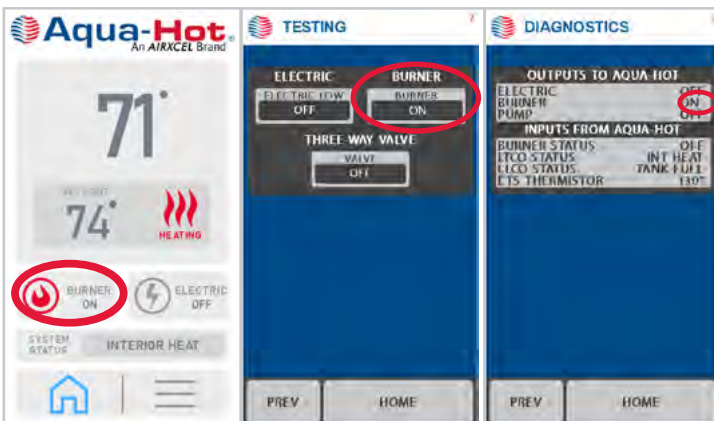 Aqua-Hot®
An AIRXCEL Brand
71°
SET POINT
74°
HEATING
BURNER
ON
ELECTRIC
OFF
SYSTEM
STATUS
INTERIOR HEAT
TESTING
?
ELECTRIC
BURNER
ELECTRIC LOW
OFF
BURNER
ON
THREE WAY VALVE
VALVE
OFF
PREV
HOME
DIAGNOSTICS
OUTPUTS TO AQUA-HOT
ELECTRIC OFF
BURNER ON
PUMP OFF
INPUTS FROM AQUA-HOT
BURNER STATUS OFF
LTCO STATUS INT HEAT
LLCO STATUS TANK FULL
ETS THERMISTOR 130°
PREV
HOME